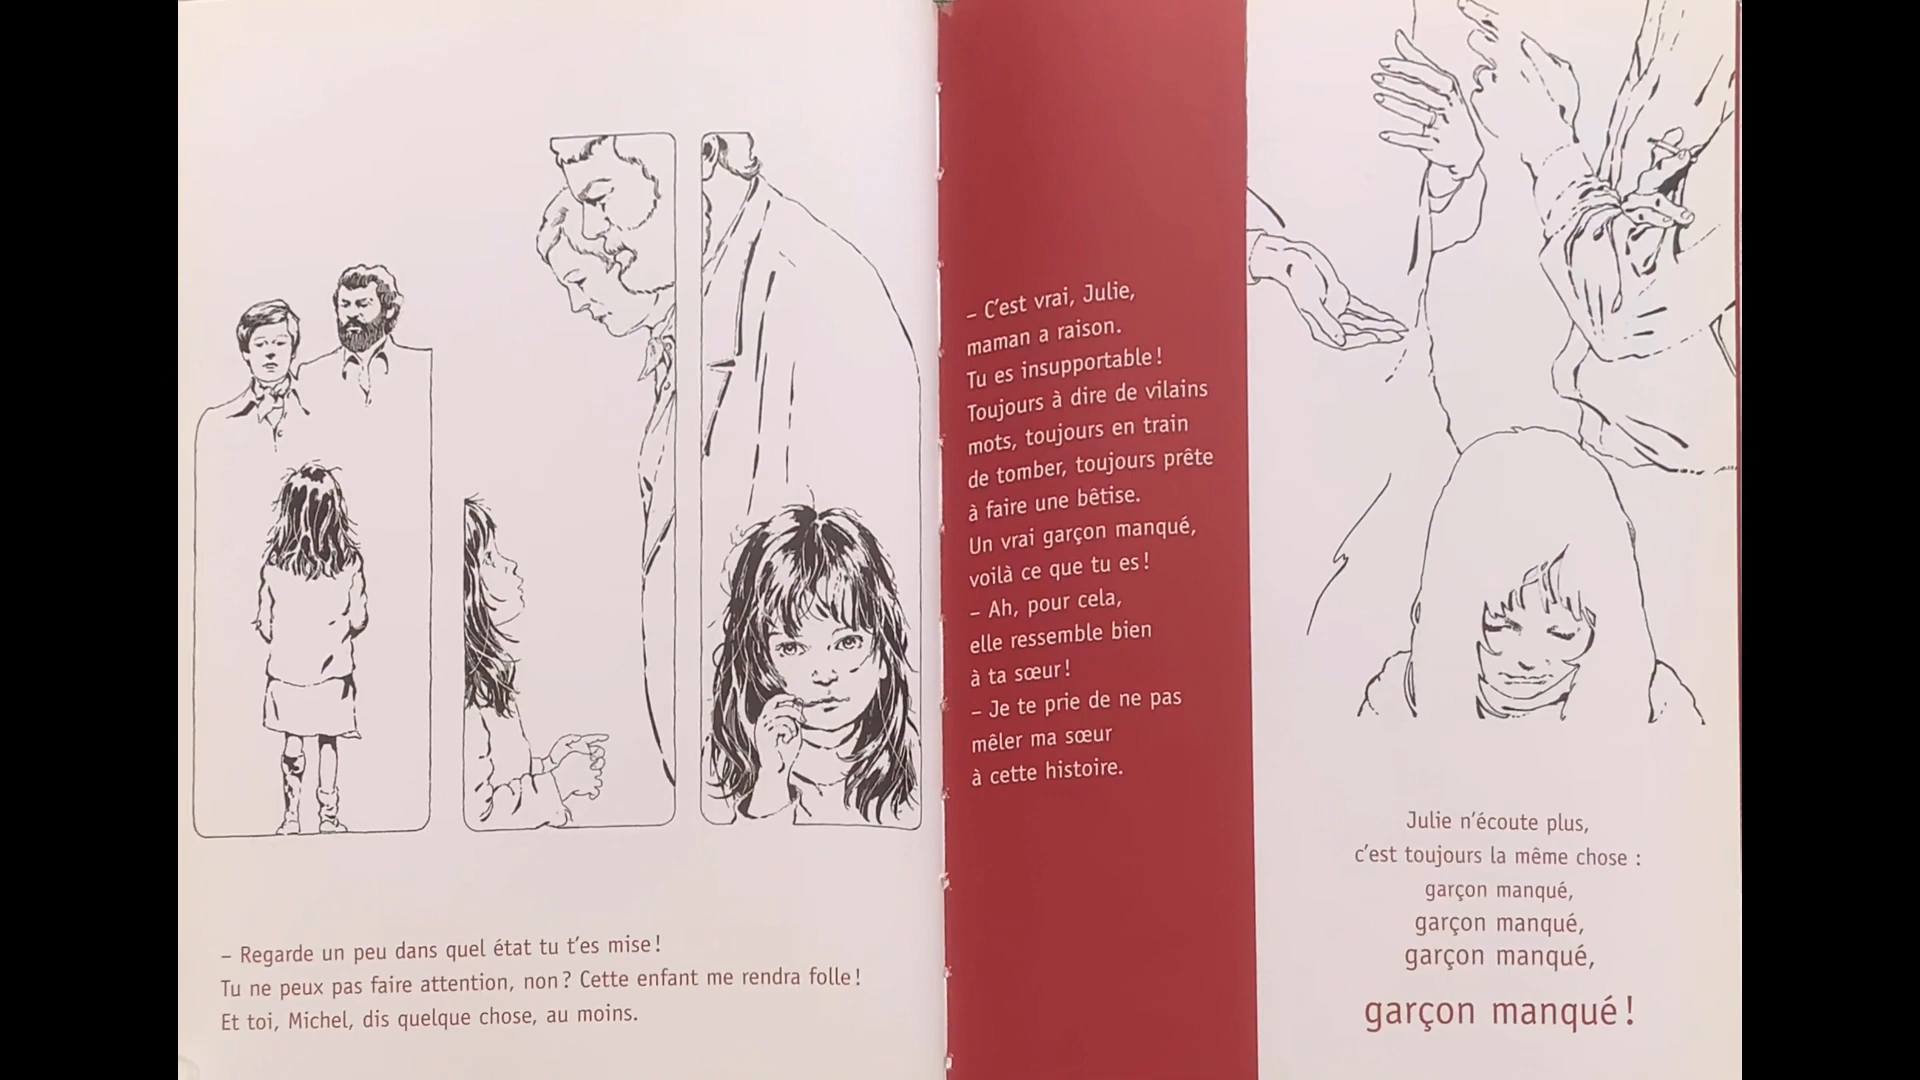 – Regarde un peu dans quel état tu t'es mise !
Tu ne peux pas faire attention, non ? Cette enfant me rendra folle !
Et toi, Michel, dis quelque chose, au moins.
– C'est vrai, Julie,
maman a raison.
Tu es insupportable !
Toujours à dire de vilains
mots, toujours en train
de tomber, toujours prête
à faire une bêtise.
Un vrai garçon manqué,
voilà ce que tu es !
– Ah, pour cela,
elle ressemble bien
à ta sœur !
– Je te prie de ne pas
mêler ma sœur
à cette histoire.
Julie n'écoute plus,
c'est toujours la même chose :
garçon manqué,
garçon manqué,
garçon manqué,
garçon manqué !